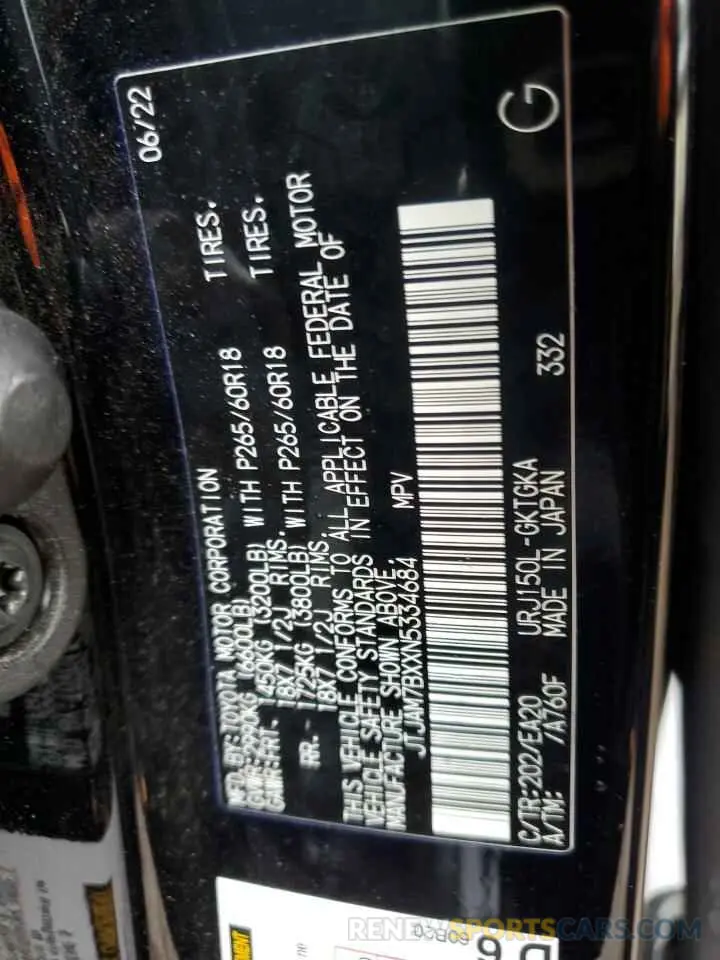 MFD. BY: TOYOTA MOTOR CORPORATION 06/22
GVWR: 2990KG (6600LB)
GAWR: FRT. 1450KG (3200LB) WITH P265/60R18 TIRES.
18X7 1/2J RIMS.
RR. 1725KG (3800LB) WITH P265/60R18 TIRES.
18X7 1/2J RIMS.
THIS VEHICLE CONFORMS TO ALL APPLICABLE FEDERAL MOTOR
VEHICLE SAFETY STANDARDS IN EFFECT ON THE DATE OF
MANUFACTURE SHOWN ABOVE.
JTJAM7BXXN5334684 MPV
C/TR: 202/EA20 URJ150L-GKTGKA 332 G
A/TM: /A760F MADE IN JAPAN
60R20
RENEWSPORTSCARS.COM